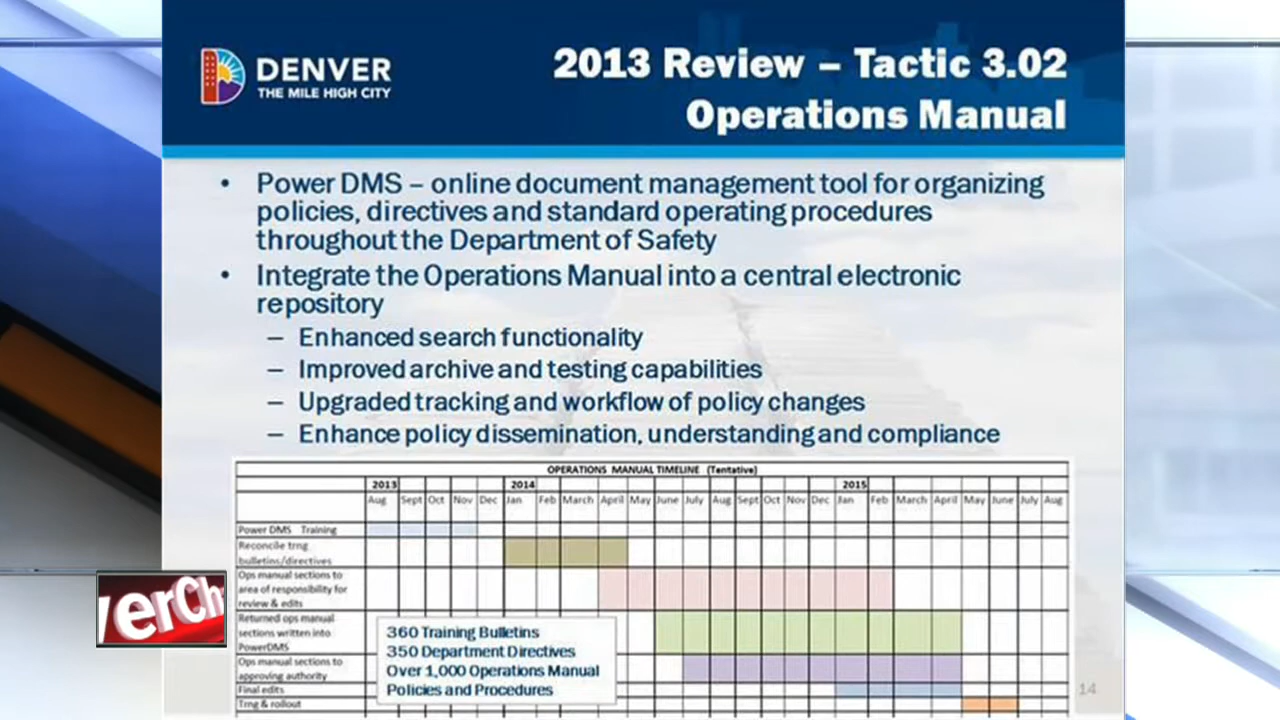 DENVER
THE MILE HIGH CITY
2013 Review – Tactic 3.02
Operations Manual
• Power DMS – online document management tool for organizing
policies, directives and standard operating procedures
throughout the Department of Safety
• Integrate the Operations Manual into a central electronic
repository
– Enhanced search functionality
– Improved archive and testing capabilities
– Upgraded tracking and workflow of policy changes
– Enhance policy dissemination, understanding and compliance
OPERATIONS MANUAL TIMELINE (Tentative)
2013 2014 2015
Aug Sept Oct Nov Dec Jan Feb March April May June July Aug Sept Oct Nov Dec Jan Feb March April May June July Aug
Power DMS Training
Reconcile trng
bulletins/directives
Ops manual sections to
area of responsibility for
review & edits
Returned ops manual
sections written into
PowerDMS
Ops manual sections to
approving authority
Final edits
Trng & rollout
360 Training Bulletins
350 Department Directives
Over 1,000 Operations Manual
Policies and Procedures
14
verCh